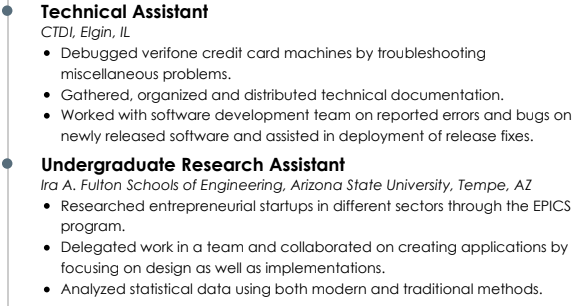 Technical Assistant
CTDI, Elgin, IL
• Debugged verifone credit card machines by troubleshooting
miscellaneous problems.
• Gathered, organized and distributed technical documentation.
• Worked with software development team on reported errors and bugs on
newly released software and assisted in deployment of release fixes.
Undergraduate Research Assistant
Ira A. Fulton Schools of Engineering, Arizona State University, Tempe, AZ
• Researched entrepreneurial startups in different sectors through the EPICS
program.
• Delegated work in a team and collaborated on creating applications by
focusing on design as well as implementations.
• Analyzed statistical data using both modern and traditional methods.